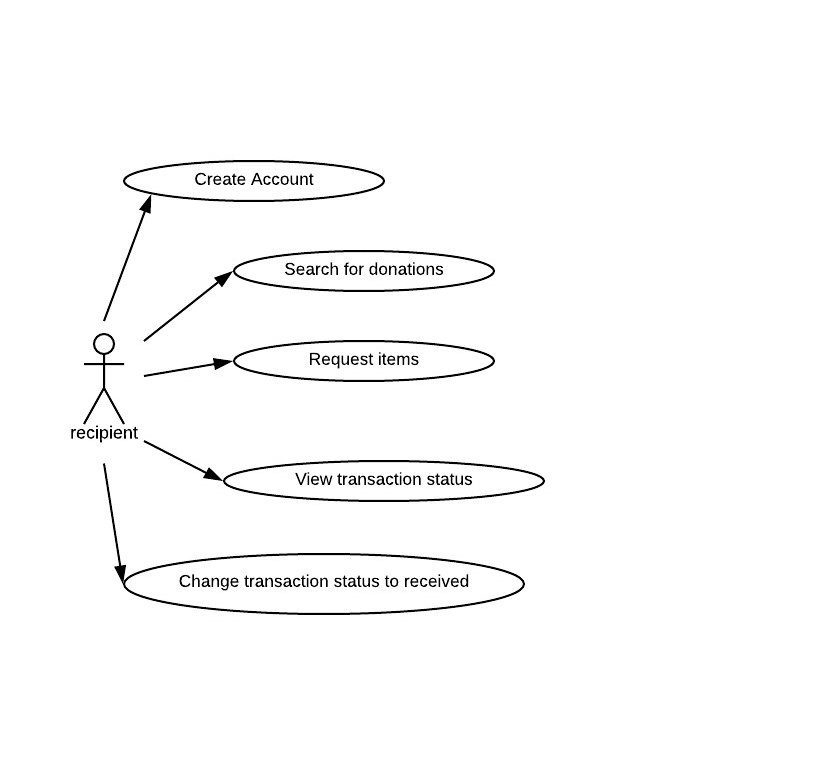 Create Account
Search for donations
Request items
recipient
View transaction status
Change transaction status to received